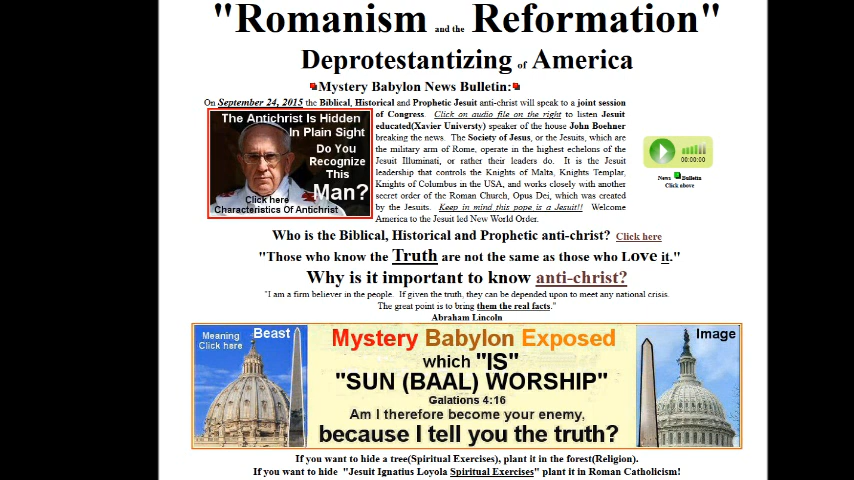 "Romanism and the Reformation"
Deprotestantizing of America
Mystery Babylon News Bulletin:
On September 24, 2015 the Biblical, Historical and Prophetic Jesuit anti-christ will speak to a joint session
The Antichrist Is Hidden
In Plain Sight
Do You
Recognize
This
Man?
Click here
Characteristics Of Antichrist
of Congress. Click on audio file on the right to listen Jesuit
educated(Xavier Universty) speaker of the house John Boehner
breaking the news. The Society of Jesus, or the Jesuits, which are
the military arm of Rome, operate in the highest echelons of the
Jesuit Illuminati, or rather their leaders do. It is the Jesuit
leadership that controls the Knights of Malta, Knights Templar,
Knights of Columbus in the USA, and works closely with another
secret order of the Roman Church, Opus Dei, which was created
by the Jesuits. Keep in mind this pope is a Jesuit!! Welcome
America to the Jesuit led New World Order.
00:00:00
News Bulletin
Click above
Who is the Biblical, Historical and Prophetic anti-christ? Click here
"Those who know the Truth are not the same as those who Love it."
Why is it important to know anti-christ?
"I am a firm believer in the people. If given the truth, they can be depended upon to meet any national crisis.
The great point is to bring them the real facts."
Abraham Lincoln
Meaning
Click here
Beast
Mystery Babylon Exposed
which "IS"
"SUN (BAAL) WORSHIP"
Galations 4:16
Am I therefore become your enemy,
because I tell you the truth?
Image
If you want to hide a tree(Spiritual Exercises), plant it in the forest(Religion).
If you want to hide "Jesuit Ignatius Loyola Spiritual Exercises" plant it in Roman Catholicism!